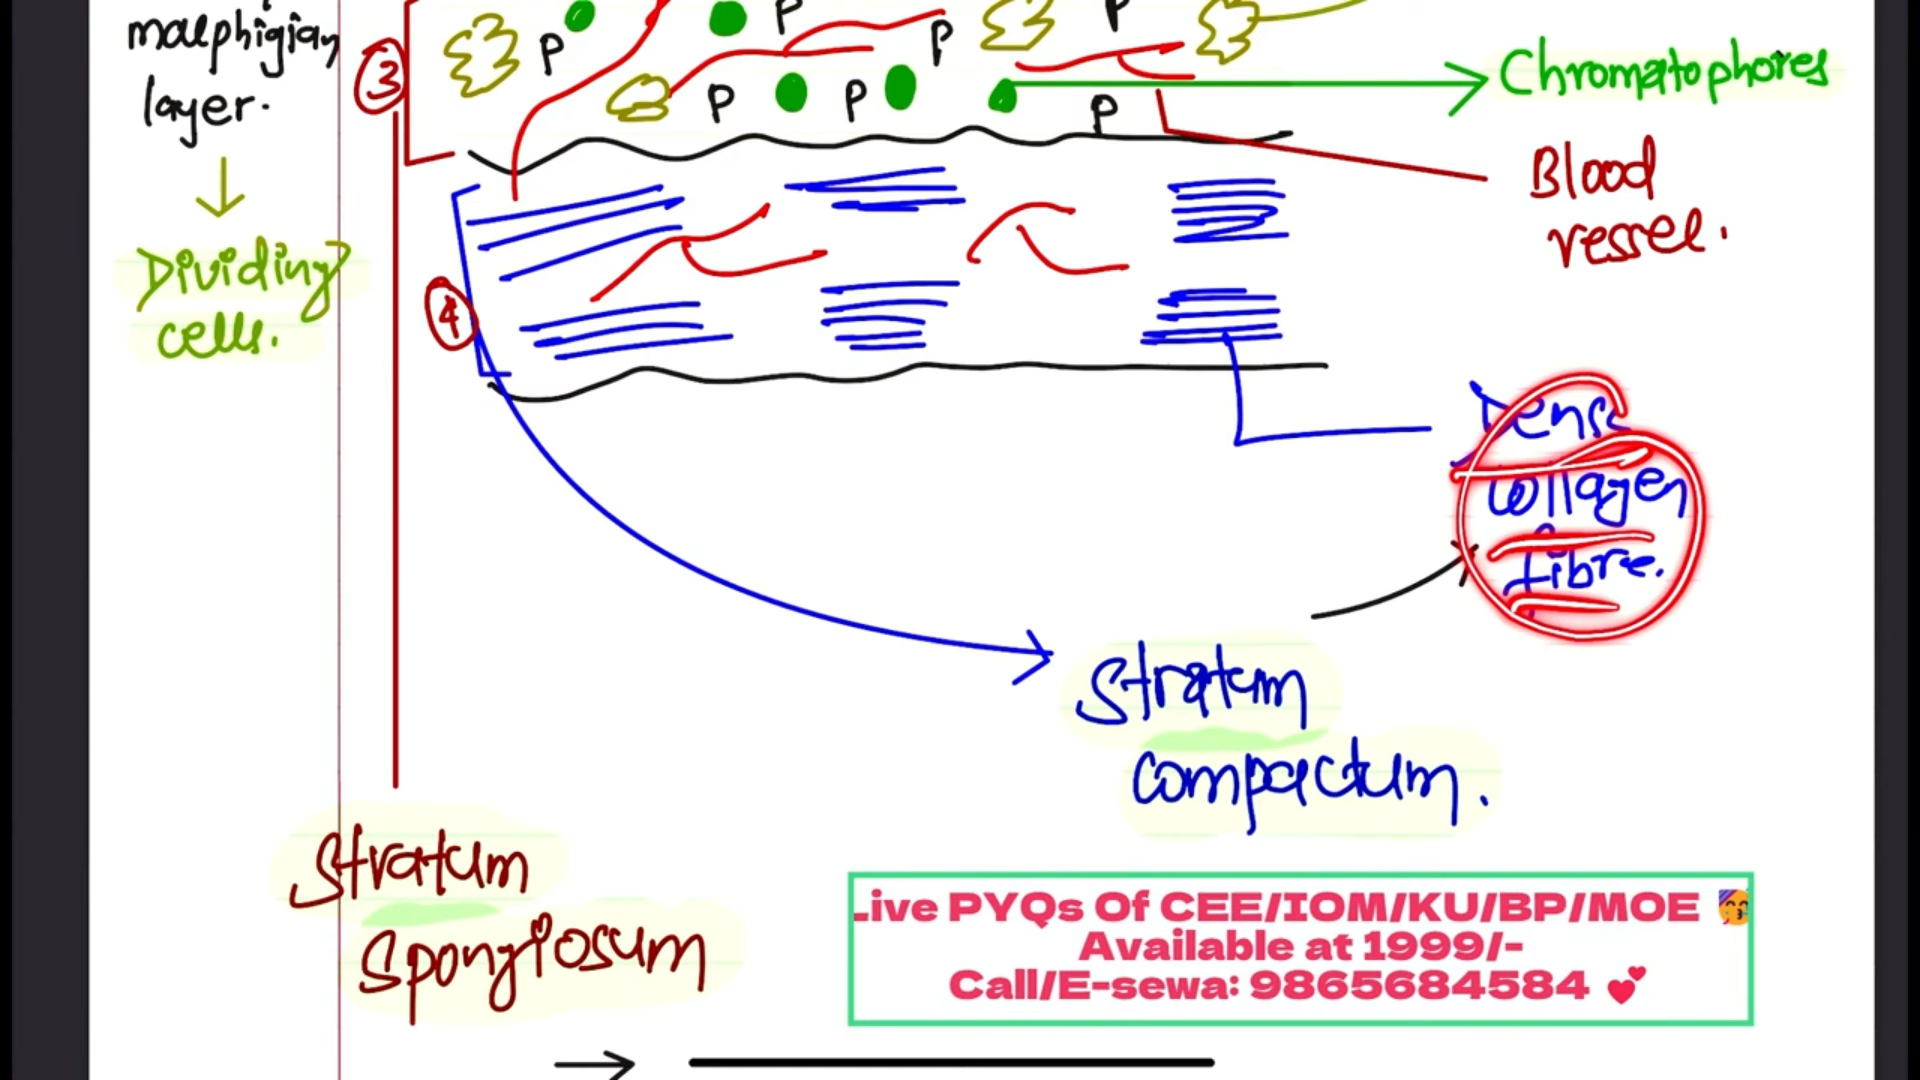 malphigian
layer.
Dividing
cells.
3
P
P
P
P
P
P
P
Chromatophores
Blood
vessel.
4
Dense
collagen
fibre.
Stratum
compactum.
Stratum
Spongiosum
Live PYQs Of CEE/IOM/KU/BP/MOE 🥳
Available at 1999/-
Call/E-sewa: 9865684584 💕